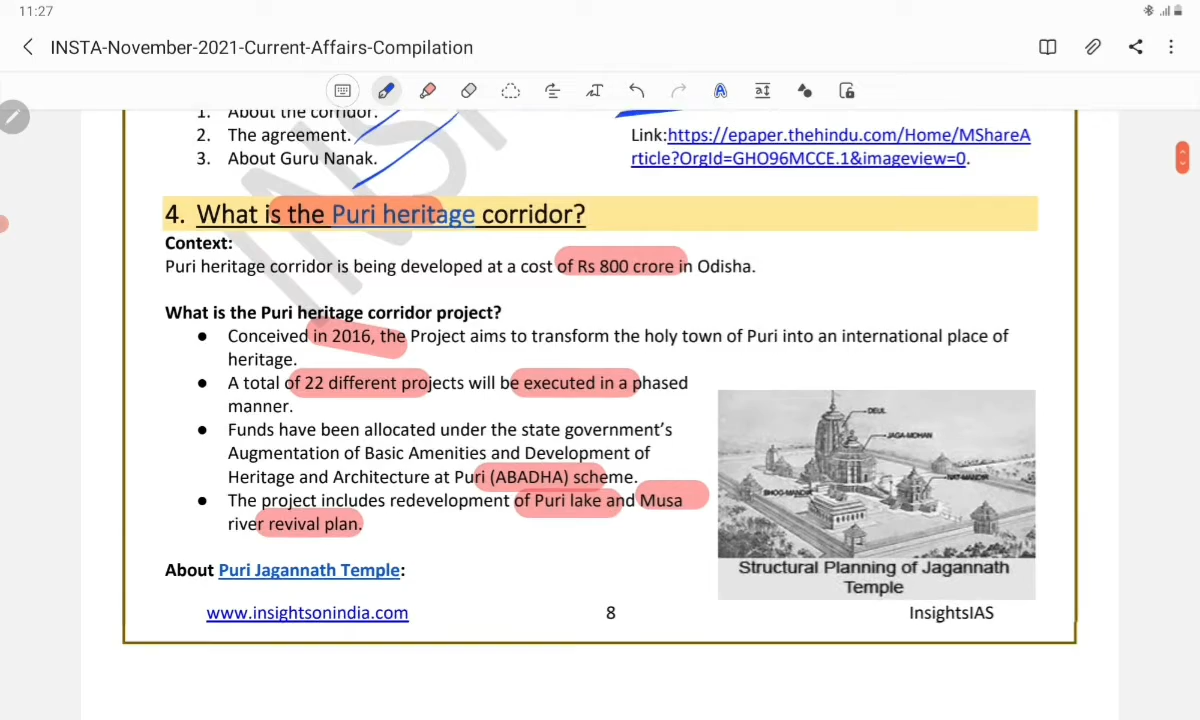 11:27
INSTA-November-2021-Current-Affairs-Compilation
1. About the corridor.
2. The agreement.
3. About Guru Nanak.
Link:https://epaper.thehindu.com/Home/MShareA
rticle?OrgId=GHO96MCCE.1&imageview=0.
4. What is the Puri heritage corridor?
Context:
Puri heritage corridor is being developed at a cost of Rs 800 crore in Odisha.
What is the Puri heritage corridor project?
● Conceived in 2016, the Project aims to transform the holy town of Puri into an international place of
heritage.
● A total of 22 different projects will be executed in a phased
manner.
● Funds have been allocated under the state government's
Augmentation of Basic Amenities and Development of
Heritage and Architecture at Puri (ABADHA) scheme.
● The project includes redevelopment of Puri lake and Musa
river revival plan.
DEUL
JAGA-MOHAN
NAT-MANDIR
BHOG-MANDIR
Structural Planning of Jagannath
Temple
About Puri Jagannath Temple:
www.insightsonindia.com 8 InsightsIAS